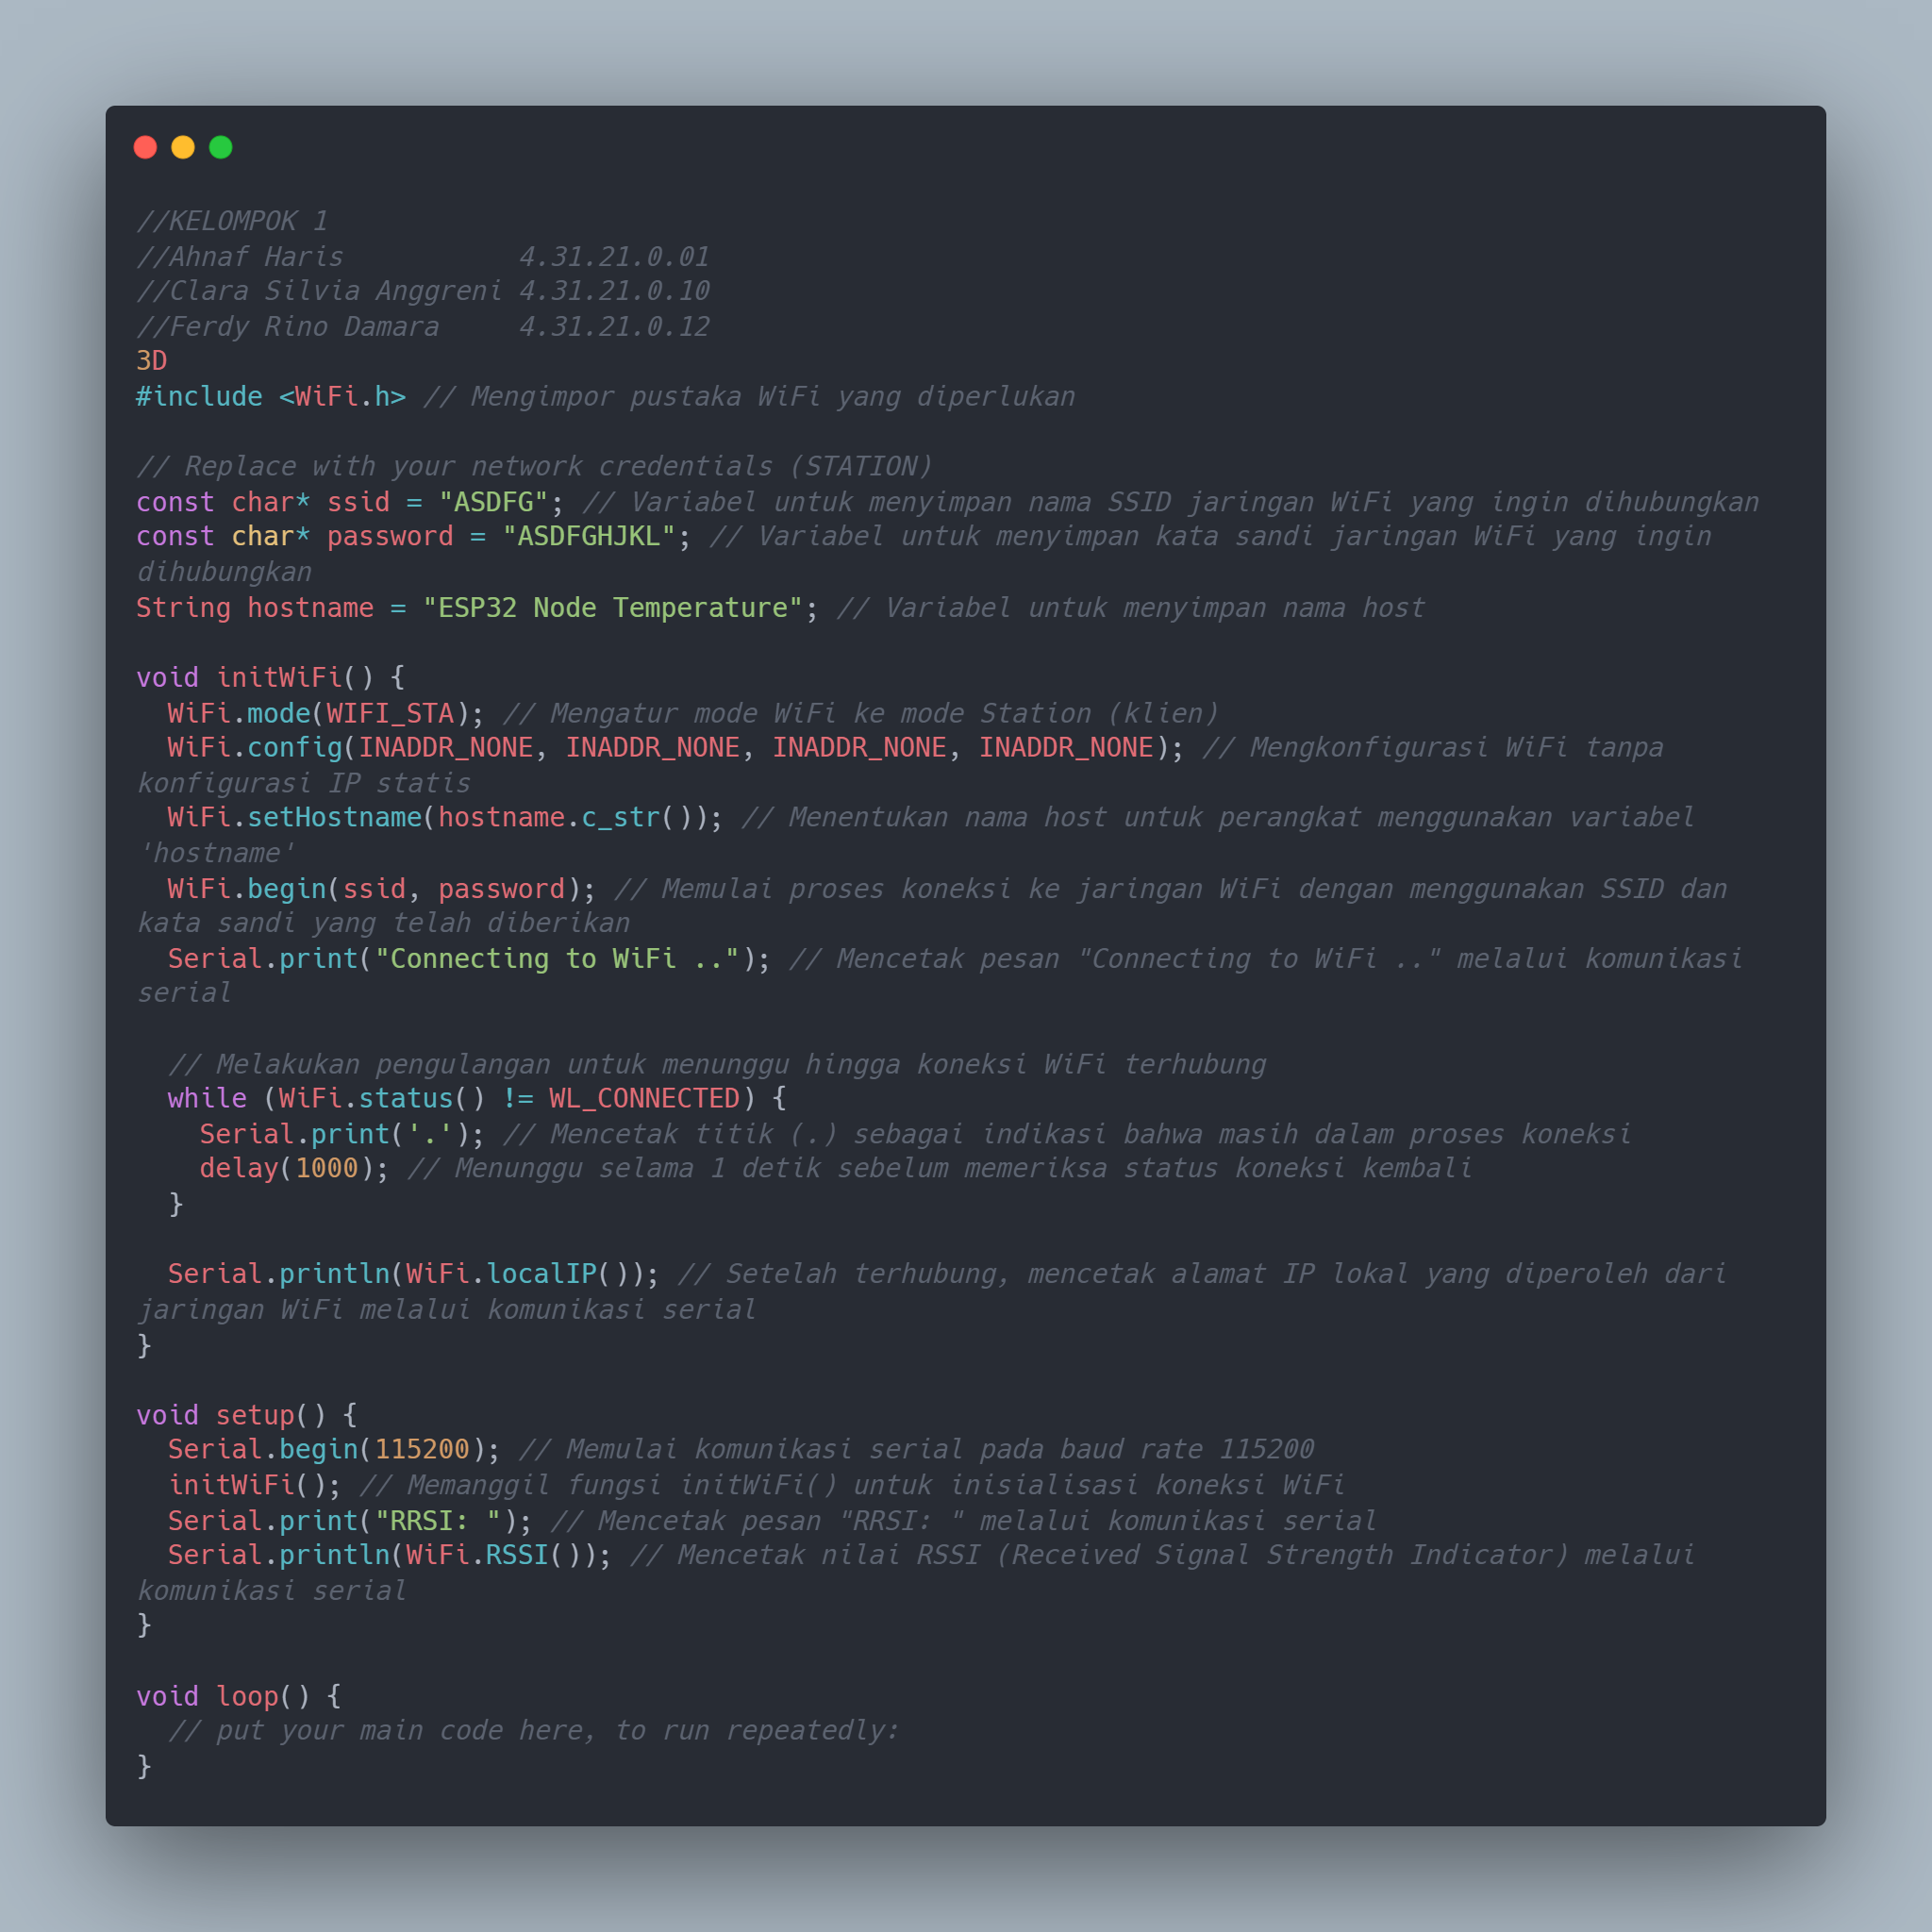 //KELOMPOK 1
//Ahnaf Haris           4.31.21.0.01
//Clara Silvia Anggreni 4.31.21.0.10
//Ferdy Rino Damara     4.31.21.0.12
3D
#include <WiFi.h> // Mengimpor pustaka WiFi yang diperlukan

// Replace with your network credentials (STATION)
const char* ssid = "ASDFG"; // Variabel untuk menyimpan nama SSID jaringan WiFi yang ingin dihubungkan
const char* password = "ASDFGHJKL"; // Variabel untuk menyimpan kata sandi jaringan WiFi yang ingin
dihubungkan
String hostname = "ESP32 Node Temperature"; // Variabel untuk menyimpan nama host

void initWiFi() {
  WiFi.mode(WIFI_STA); // Mengatur mode WiFi ke mode Station (klien)
  WiFi.config(INADDR_NONE, INADDR_NONE, INADDR_NONE, INADDR_NONE); // Mengkonfigurasi WiFi tanpa
konfigurasi IP statis
  WiFi.setHostname(hostname.c_str()); // Menentukan nama host untuk perangkat menggunakan variabel
'hostname'
  WiFi.begin(ssid, password); // Memulai proses koneksi ke jaringan WiFi dengan menggunakan SSID dan
kata sandi yang telah diberikan
  Serial.print("Connecting to WiFi .."); // Mencetak pesan "Connecting to WiFi .." melalui komunikasi
serial

  // Melakukan pengulangan untuk menunggu hingga koneksi WiFi terhubung
  while (WiFi.status() != WL_CONNECTED) {
    Serial.print('.'); // Mencetak titik (.) sebagai indikasi bahwa masih dalam proses koneksi
    delay(1000); // Menunggu selama 1 detik sebelum memeriksa status koneksi kembali
  }

  Serial.println(WiFi.localIP()); // Setelah terhubung, mencetak alamat IP lokal yang diperoleh dari
jaringan WiFi melalui komunikasi serial
}

void setup() {
  Serial.begin(115200); // Memulai komunikasi serial pada baud rate 115200
  initWiFi(); // Memanggil fungsi initWiFi() untuk inisialisasi koneksi WiFi
  Serial.print("RRSI: "); // Mencetak pesan "RRSI: " melalui komunikasi serial
  Serial.println(WiFi.RSSI()); // Mencetak nilai RSSI (Received Signal Strength Indicator) melalui
komunikasi serial
}

void loop() {
  // put your main code here, to run repeatedly:
}